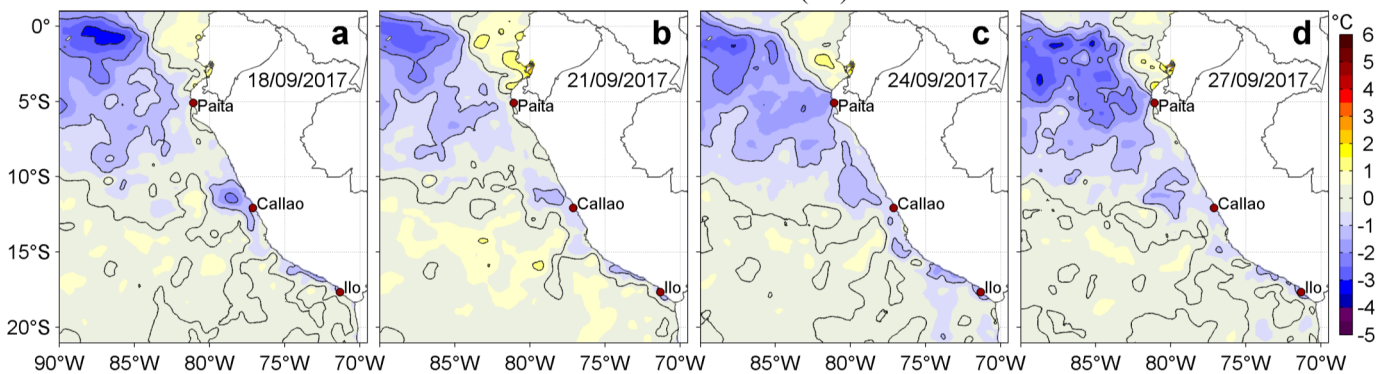 a
b
c
d
°C
18/09/2017
21/09/2017
24/09/2017
27/09/2017
0°
5°S
10°S
15°S
20°S
Paita
Callao
Ilo
Paita
Callao
Ilo
Paita
Callao
Ilo
Paita
Callao
Ilo
6
5
4
3
2
1
0
-1
-2
-3
-4
-5
90°W 85°W 80°W 75°W 70°W
85°W 80°W 75°W 70°W
85°W 80°W 75°W 70°W
85°W 80°W 75°W 70°W